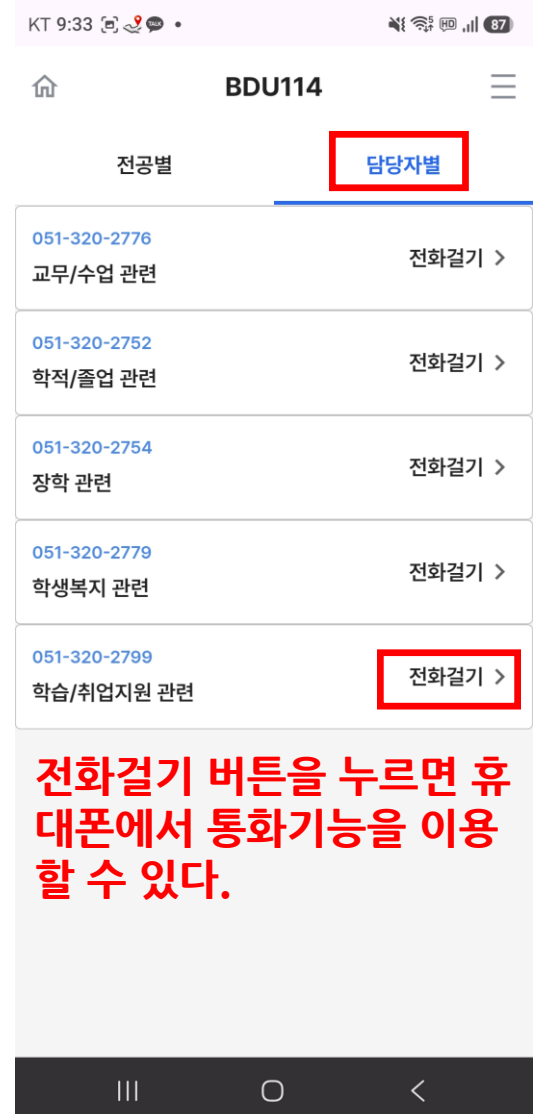 KT 9:33
HD 87
BDU114
전공별
담당자별
051-320-2776
교무/수업 관련
전화걸기
051-320-2752
학적/졸업 관련
전화걸기
051-320-2754
장학 관련
전화걸기
051-320-2779
학생복지 관련
전화걸기
051-320-2799
학습/취업지원 관련
전화걸기
전화걸기 버튼을 누르면 휴
대폰에서 통화기능을 이용
할 수 있다.